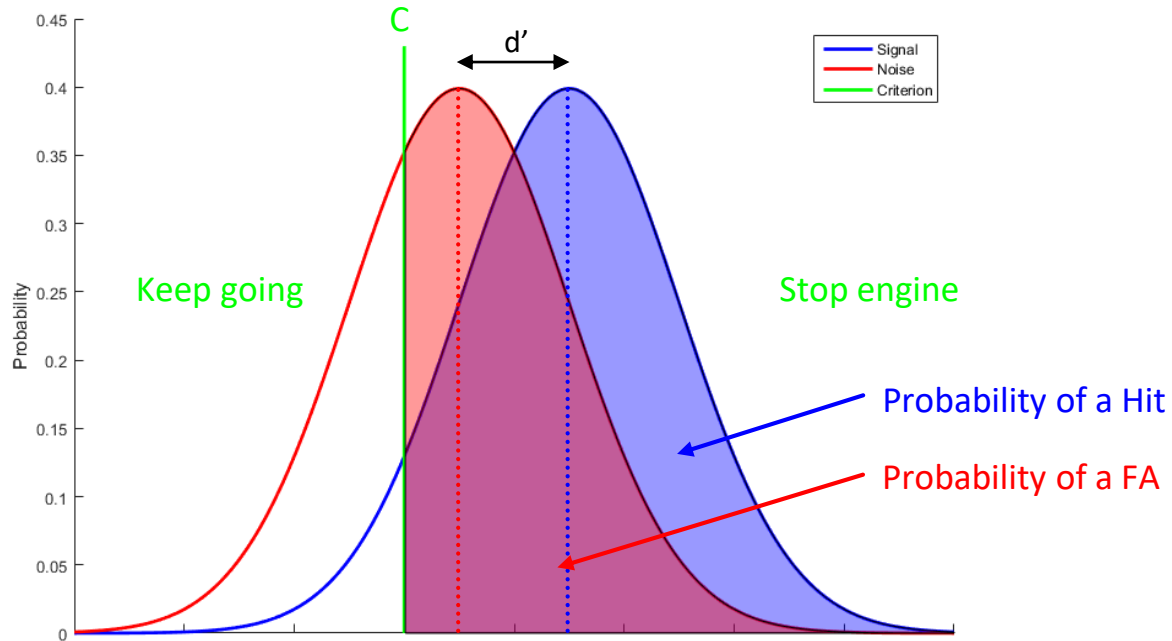 C
d’
Signal
Noise
Criterion
0.45
0.4
0.35
0.3
0.25
0.2
0.15
0.1
0.05
0
Probability
Keep going
Stop engine
Probability of a Hit
Probability of a FA